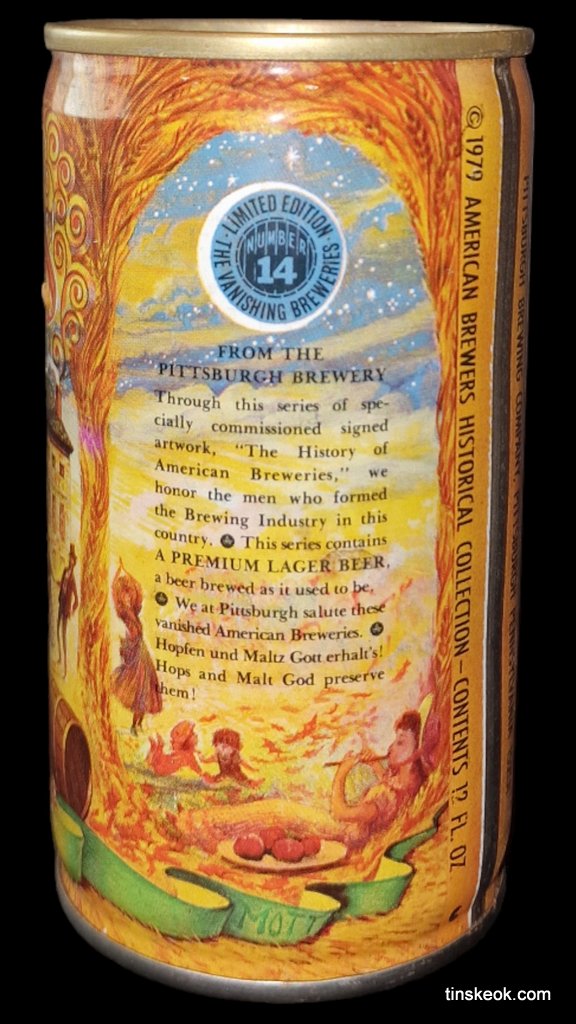 LIMITED EDITION
NUMBER
14
THE VANISHING BREWERIES
FROM THE
PITTSBURGH BREWERY
Through this series of spe-
cially commissioned signed
artwork, "The History of
American Breweries," we
honor the men who formed
the Brewing Industry in this
country. This series contains
A PREMIUM LAGER BEER,
a beer brewed as it used to be.
We at Pittsburgh salute these
vanished American Breweries.
Hopfen und Maltz Gott erhalt's!
Hops and Malt God preserve
them!
MOTT
© 1979 AMERICAN BREWERS HISTORICAL COLLECTION – CONTENTS 12 FL. OZ
PITTSBURGH BREWING COMPANY, PITTSBURGH
tinskeok.com